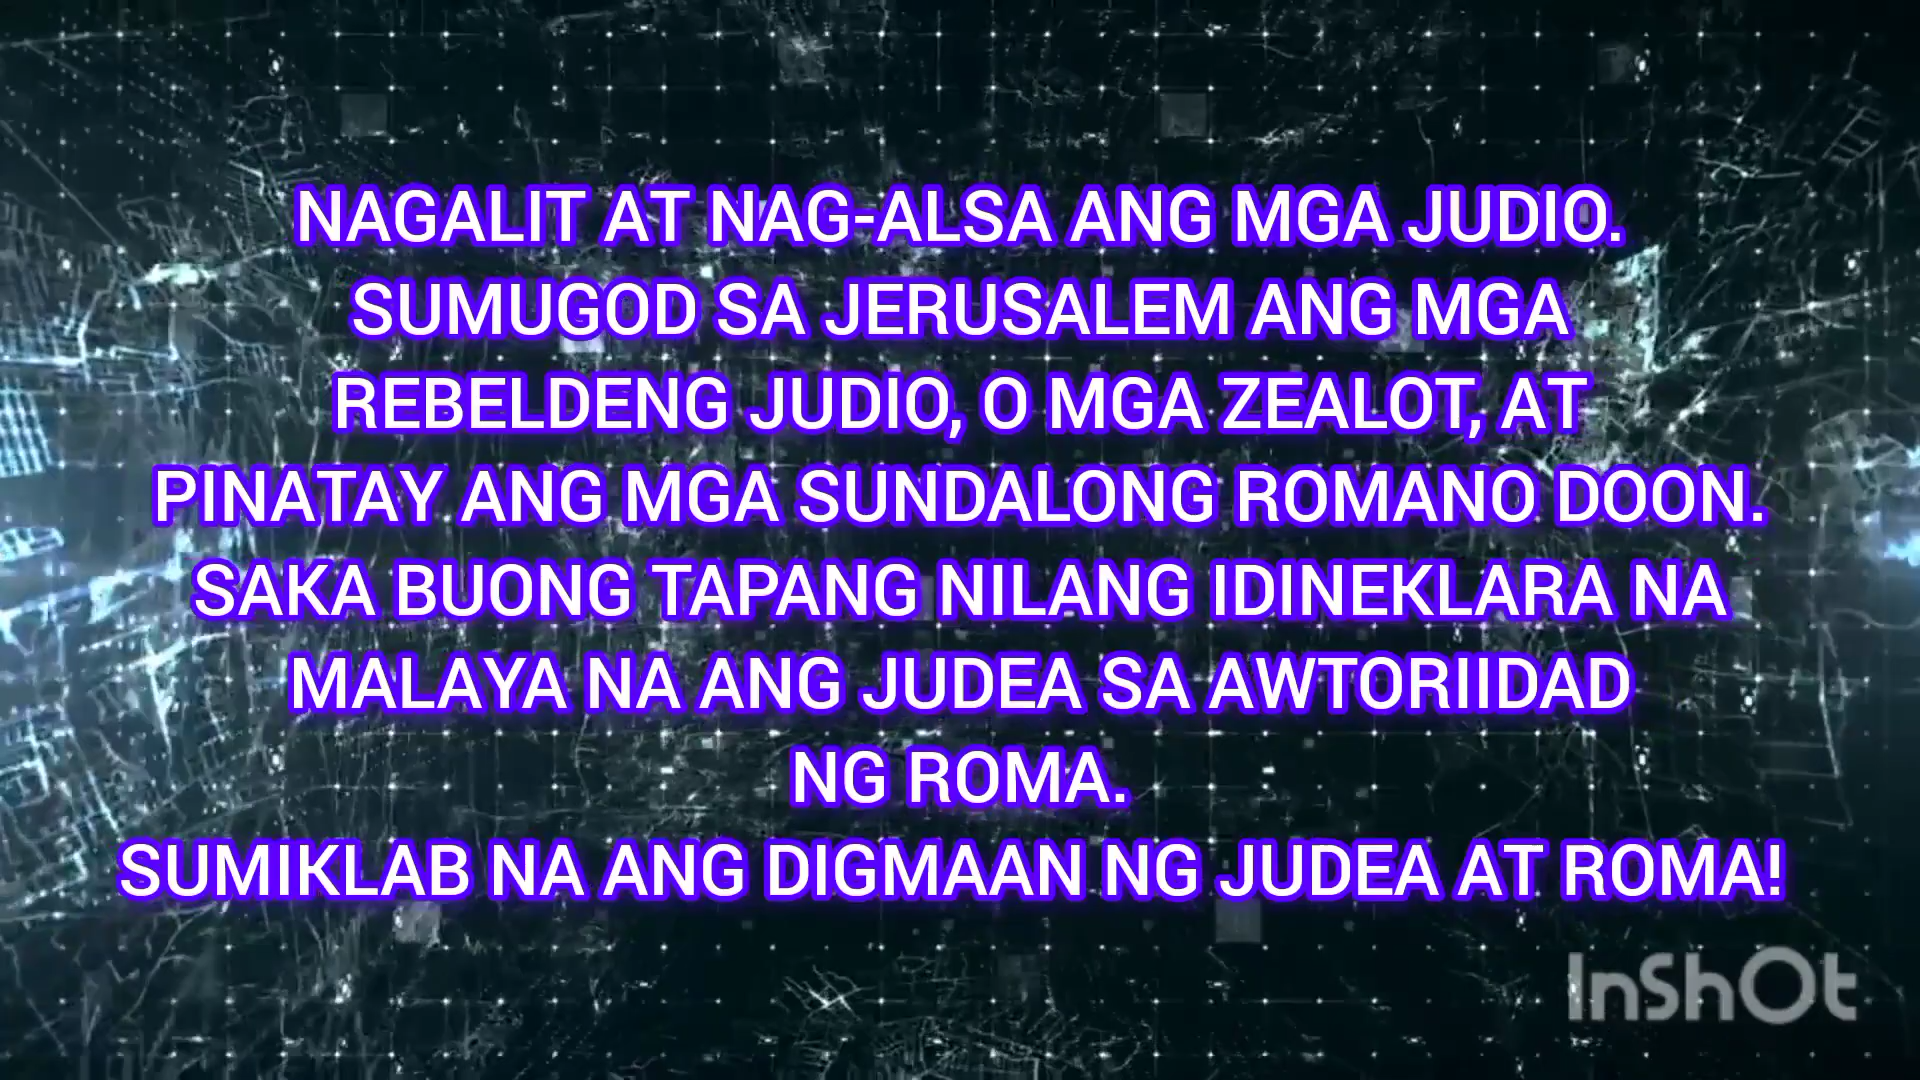 NAGALIT AT NAG-ALSA ANG MGA JUDIO.
SUMUGOD SA JERUSALEM ANG MGA
REBELDENG JUDIO, O MGA ZEALOT, AT
PINATAY ANG MGA SUNDALONG ROMANO DOON.
SAKA BUONG TAPANG NILANG IDINEKLARA NA
MALAYA NA ANG JUDEA SA AWTORIIDAD
NG ROMA.
SUMIKLAB NA ANG DIGMAAN NG JUDEA AT ROMA!
InShOt